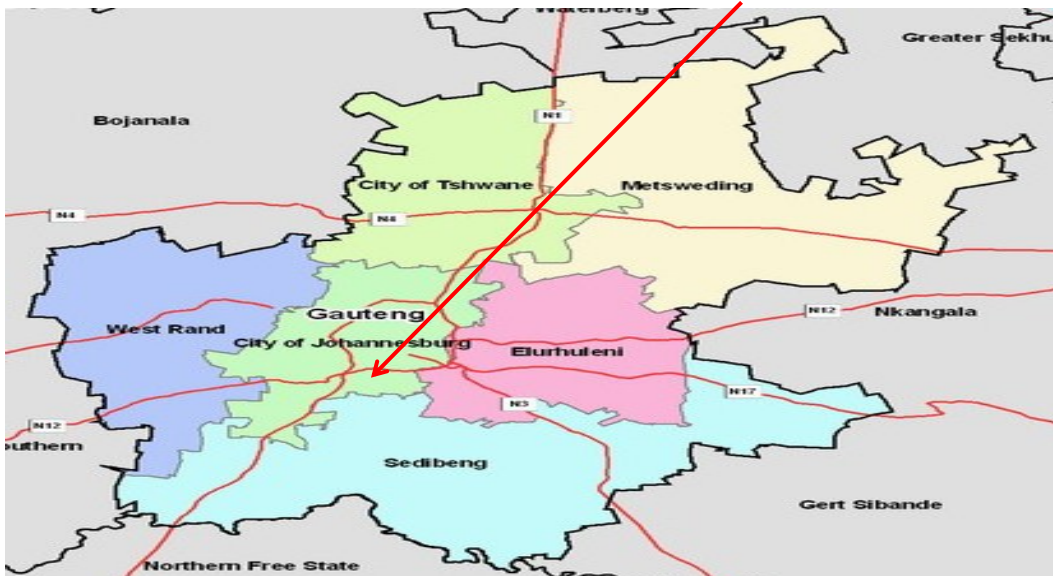 Waterberg
Greater Sekhu
Bojanala
N1
City of Tshwane
Metsweding
N4
N4
Gauteng
West Rand
City of Johannesburg
Elurhuleni
N12
Nkangala
N17
N3
N12
outhern
Sedibeng
Gert Sibande
Northern Free State